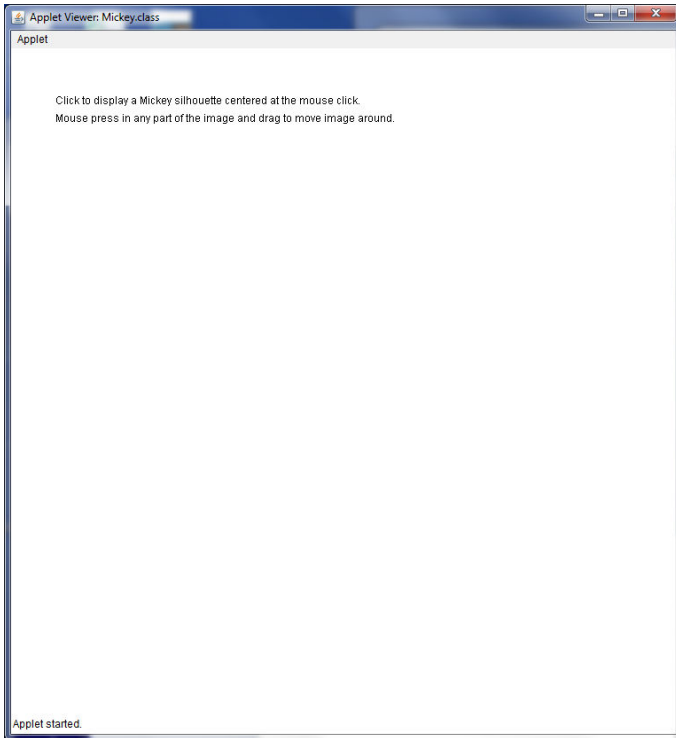 Applet Viewer: Mickey.class
Applet
Click to display a Mickey silhouette centered at the mouse click.
Mouse press in any part of the image and drag to move image around.
Applet started.